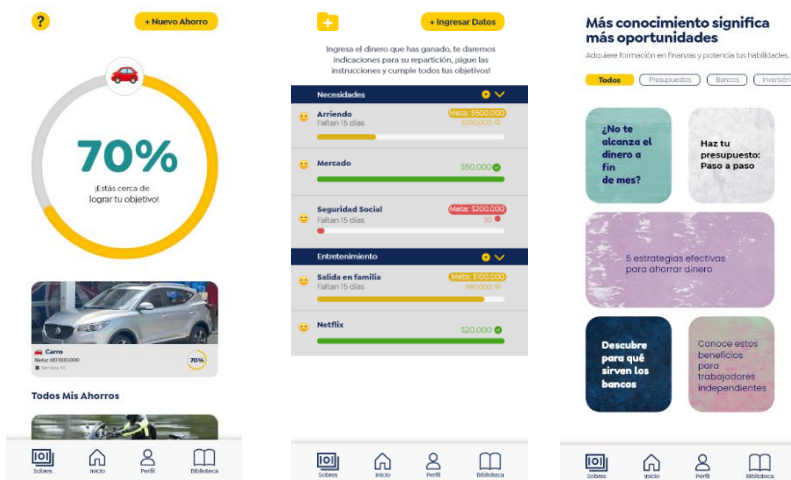 ?
+ Nuevo Ahorro
70%
¡Estás cerca de
lograr tu objetivo!
Carro
70%
Todos Mis Ahorros
Sobres
Inicio
Perfil
Biblioteca
+ Ingresar Datos
Ingresa el dinero que has ganado, te daremos
indicaciones para su repartición, ¡sigue las
instrucciones y cumple todos tus objetivos!
Necesidades
Arriendo
Meta: $500.000
Faltan 15 días
$200.000
Mercado
$50.000
Seguridad Social
Meta: $200.000
Faltan 15 días
$0
Entretenimiento
Salida en familia
Meta: $100.000
Faltan 15 días
$90.000
Netflix
$20.000
Sobres
Inicio
Perfil
Biblioteca
Más conocimiento significa
más oportunidades
Adquiere formación en finanzas y potencia tus habilidades.
Todos
Presupuestos
Bancos
Inversión
¿No te
alcanza el
dinero a
fin
de mes?
Haz tu
presupuesto:
Paso a paso
5 estrategias efectivas
para ahorrar dinero
Descubre
para qué
sirven los
bancos
Conoce estos
beneficios
para
trabajadores
independientes
Sobres
Inicio
Perfil
Biblioteca